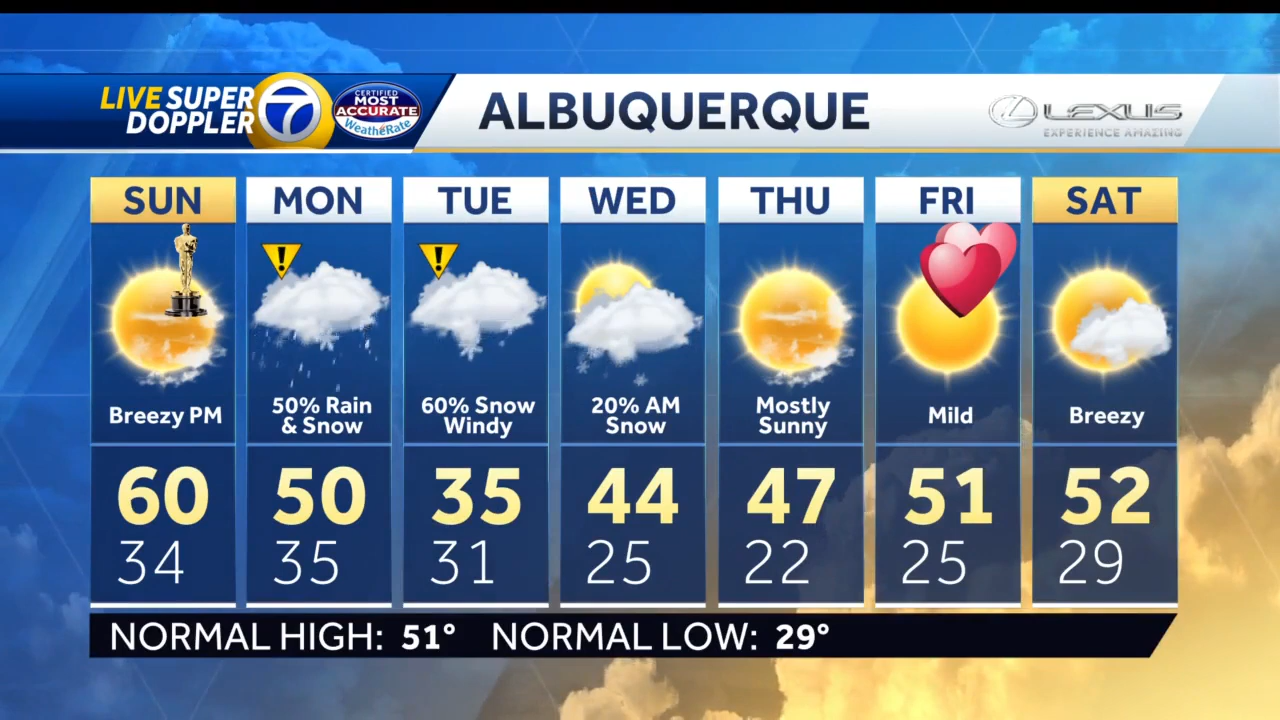 LIVE SUPER
DOPPLER
7
CERTIFIED
MOST
ACCURATE
WeatheRate
ALBUQUERQUE
LEXUS
EXPERIENCE AMAZING
SUN
MON
TUE
WED
THU
FRI
SAT
!
!
Breezy PM
50% Rain
& Snow
60% Snow
Windy
20% AM
Snow
Mostly
Sunny
Mild
Breezy
60
50
35
44
47
51
52
34
35
31
25
22
25
29
NORMAL HIGH: 51° NORMAL LOW: 29°